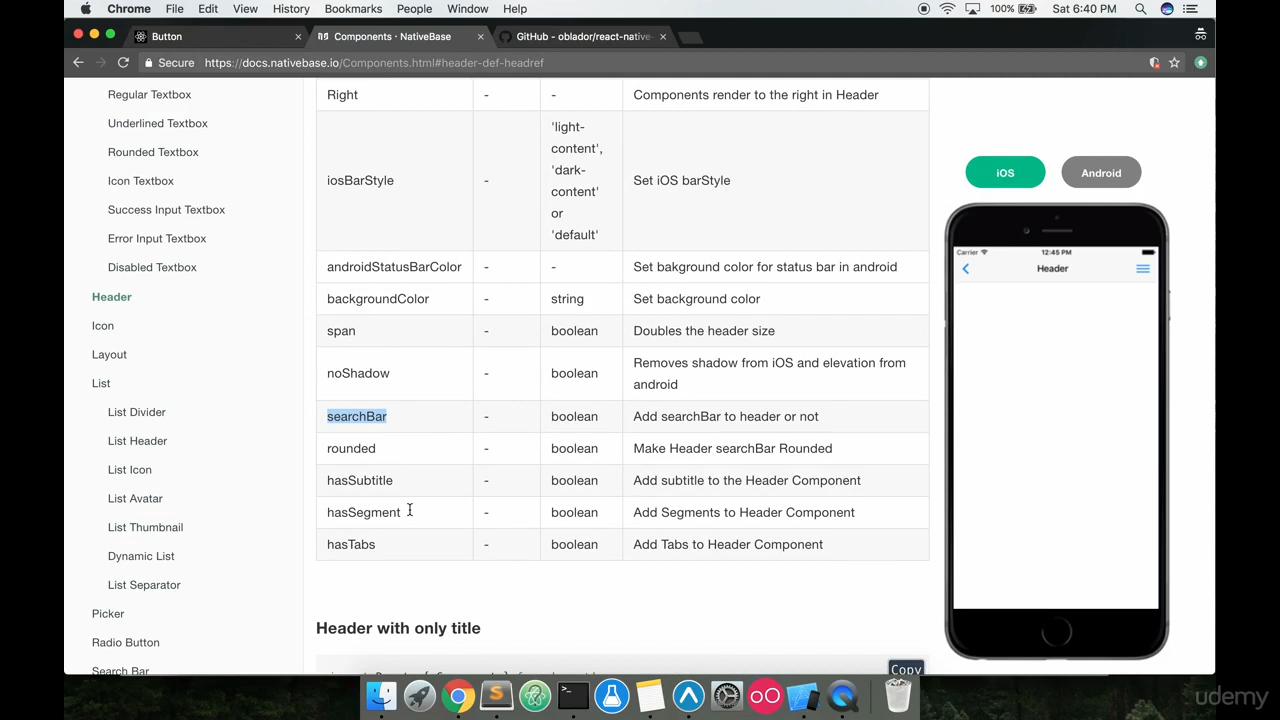 Chrome File Edit View History Bookmarks People Window Help 100% Sat 6:40 PM
Button Components · NativeBase GitHub - oblador/react-native-
Secure https://docs.nativebase.io/Components.html#header-def-headref
Regular Textbox
Underlined Textbox
Rounded Textbox
Icon Textbox
Success Input Textbox
Error Input Textbox
Disabled Textbox
Header
Icon
Layout
List
List Divider
List Header
List Icon
List Avatar
List Thumbnail
Dynamic List
List Separator
Picker
Radio Button
Search Bar
Right - - Components render to the right in Header
iosBarStyle - 'light-
content',
'dark-
content'
or
'default' Set iOS barStyle
androidStatusBarColor - - Set bakground color for status bar in android
backgroundColor - string Set background color
span - boolean Doubles the header size
noShadow - boolean Removes shadow from iOS and elevation from
android
searchBar - boolean Add searchBar to header or not
rounded - boolean Make Header searchBar Rounded
hasSubtitle - boolean Add subtitle to the Header Component
hasSegment - boolean Add Segments to Header Component
hasTabs - boolean Add Tabs to Header Component
Header with only title
Copy
iOS Android
Carrier 12:45 PM
Header
udemy